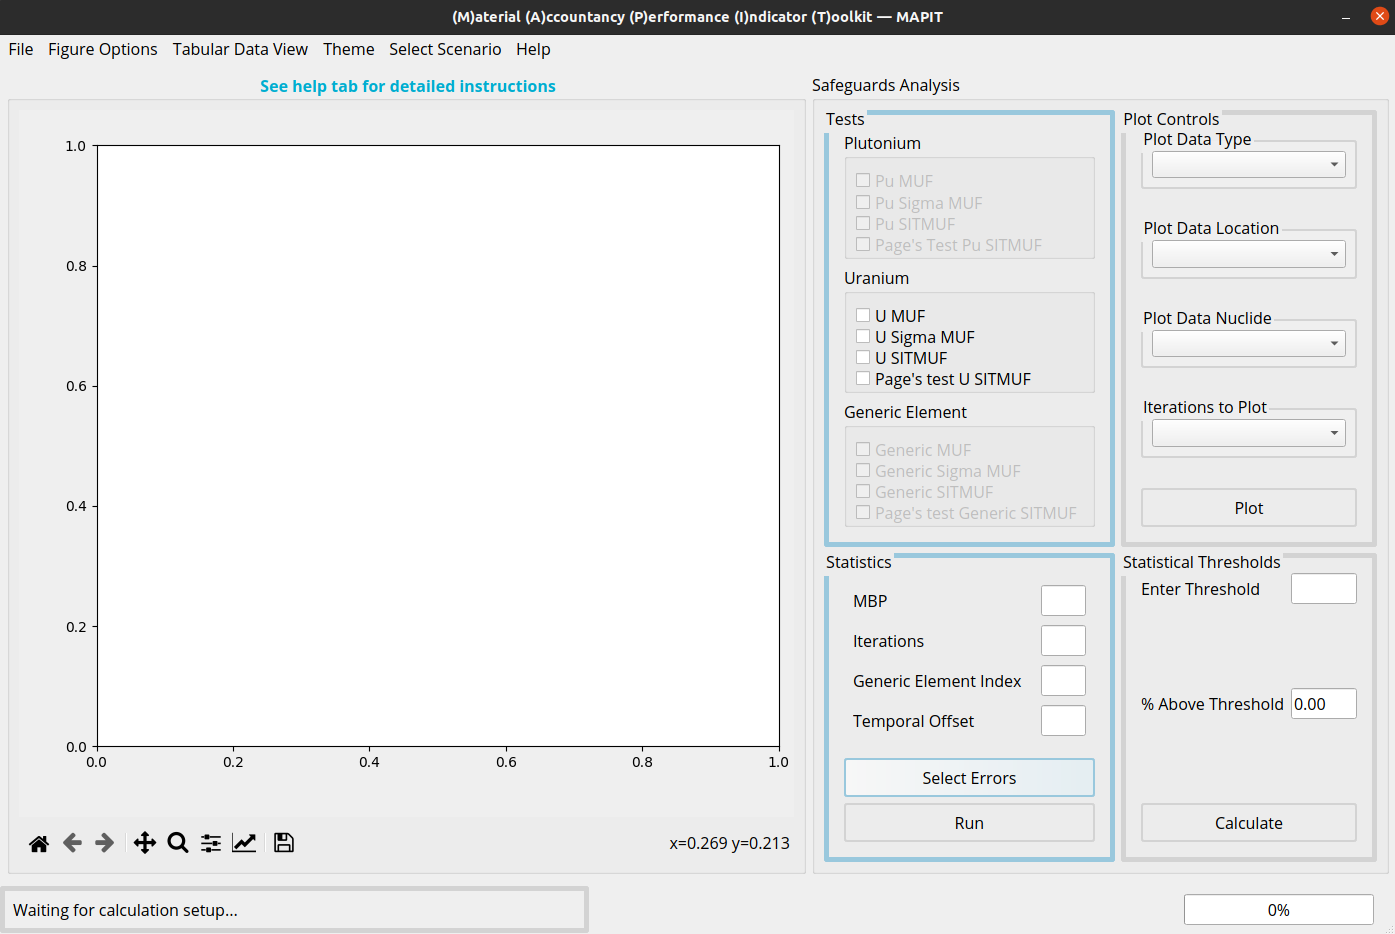 (M)aterial (A)ccountancy (P)erformance (I)ndicator (T)oolkit — MAPIT
File Figure Options Tabular Data View Theme Select Scenario Help
See help tab for detailed instructions
1.0
0.8
0.6
0.4
0.2
0.0
0.0 0.2 0.4 0.6 0.8 1.0
x=0.269 y=0.213
Safeguards Analysis
Tests
Plutonium
Pu MUF
Pu Sigma MUF
Pu SITMUF
Page's Test Pu SITMUF
Uranium
U MUF
U Sigma MUF
U SITMUF
Page's test U SITMUF
Generic Element
Generic MUF
Generic Sigma MUF
Generic SITMUF
Page's test Generic SITMUF
Plot Controls
Plot Data Type
Plot Data Location
Plot Data Nuclide
Iterations to Plot
Plot
Statistics
MBP
Iterations
Generic Element Index
Temporal Offset
Select Errors
Run
Statistical Thresholds
Enter Threshold
% Above Threshold 0.00
Calculate
Waiting for calculation setup...
0%